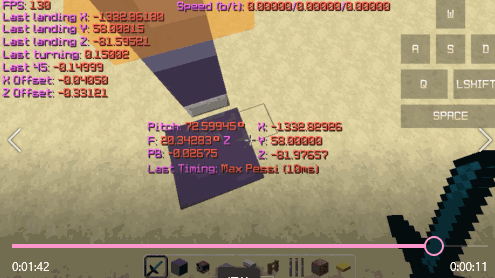 FPS: 130
Speed (b/t): 0.00000/0.00000/0.00000
Last landing X: -1332.06180
Last landing Y: 58.00815
Last landing Z: -81.59521
Last turning: 0.15002
Last 45: -0.14999
X Offset: -0.04050
Z Offset: -0.33121
W
A S D
Q LSHIFT
SPACE
Pitch: 72.59945° X: -1332.82926
F: 20.34283° Z Y: 58.00000
PB: -0.02675 Z: -81.97657
Last Timing: Max Pessi (10ms)
0:01:42
0:00:11